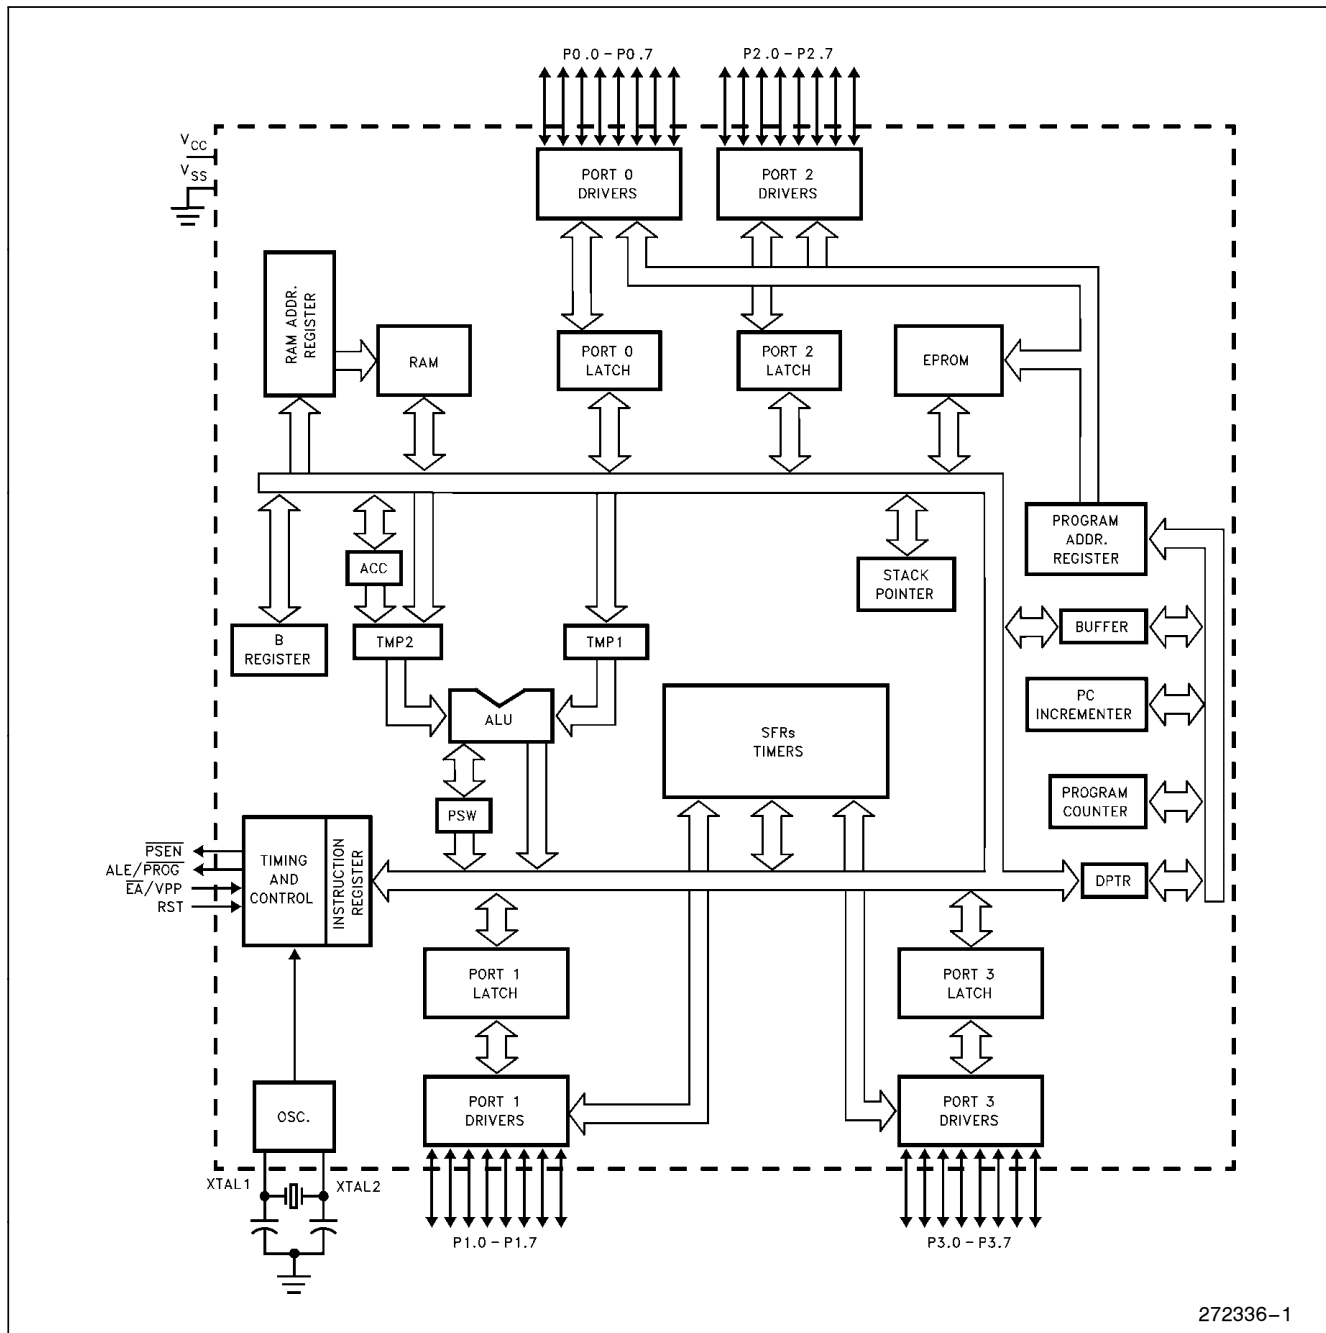 P0.0 – P0.7
P2.0 – P2.7
VCC
VSS
PORT 0
DRIVERS
PORT 2
DRIVERS
RAM ADDR.
REGISTER
RAM
PORT 0
LATCH
PORT 2
LATCH
EPROM
PROGRAM
ADDR.
REGISTER
ACC
STACK
POINTER
B
REGISTER
TMP2
TMP1
BUFFER
ALU
SFRs
TIMERS
PC
INCREMENTER
PROGRAM
COUNTER
PSW
PSEN
ALE/PROG
EA/VPP
RST
TIMING
AND
CONTROL
INSTRUCTION
REGISTER
DPTR
PORT 1
LATCH
PORT 3
LATCH
OSC.
PORT 1
DRIVERS
PORT 3
DRIVERS
XTAL1
XTAL2
P1.0 – P1.7
P3.0 – P3.7
272336–1